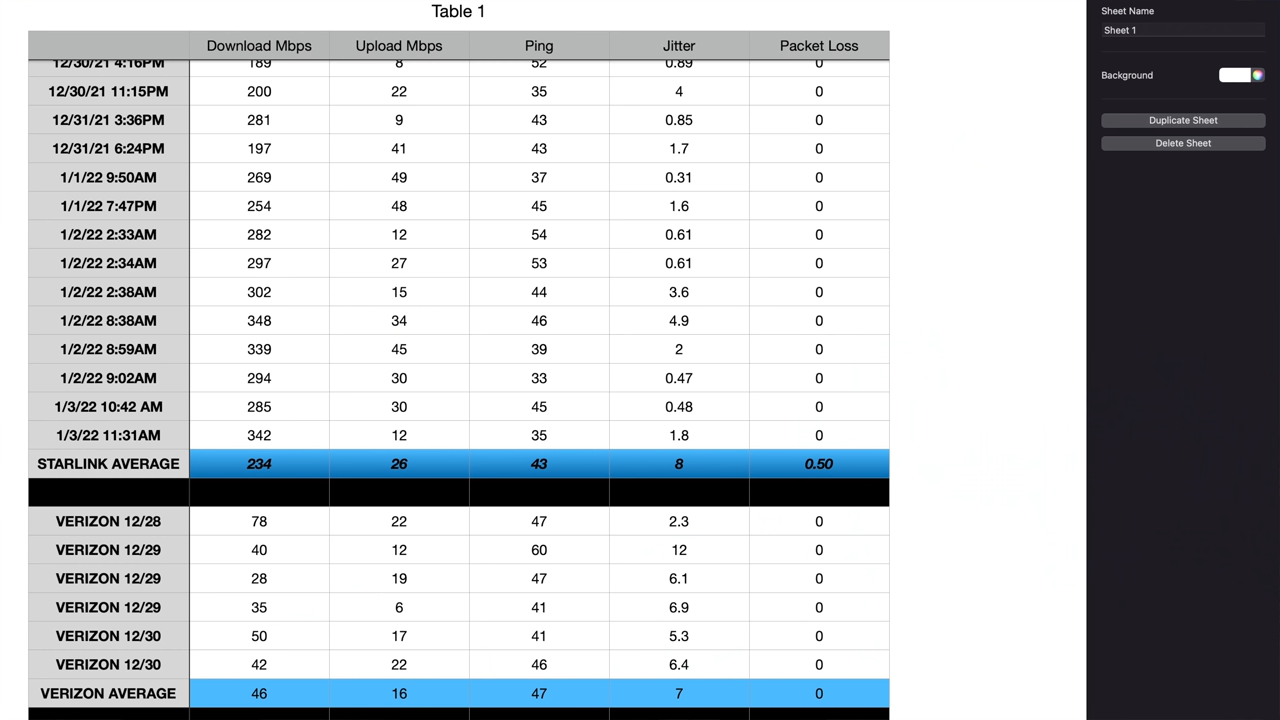 Table 1
Download Mbps Upload Mbps Ping Jitter Packet Loss
12/30/21 4:16PM 189 8 52 0.89 0
12/30/21 11:15PM 200 22 35 4 0
12/31/21 3:36PM 281 9 43 0.85 0
12/31/21 6:24PM 197 41 43 1.7 0
1/1/22 9:50AM 269 49 37 0.31 0
1/1/22 7:47PM 254 48 45 1.6 0
1/2/22 2:33AM 282 12 54 0.61 0
1/2/22 2:34AM 297 27 53 0.61 0
1/2/22 2:38AM 302 15 44 3.6 0
1/2/22 8:38AM 348 34 46 4.9 0
1/2/22 8:59AM 339 45 39 2 0
1/2/22 9:02AM 294 30 33 0.47 0
1/3/22 10:42 AM 285 30 45 0.48 0
1/3/22 11:31AM 342 12 35 1.8 0
STARLINK AVERAGE 234 26 43 8 0.50
VERIZON 12/28 78 22 47 2.3 0
VERIZON 12/29 40 12 60 12 0
VERIZON 12/29 28 19 47 6.1 0
VERIZON 12/29 35 6 41 6.9 0
VERIZON 12/30 50 17 41 5.3 0
VERIZON 12/30 42 22 46 6.4 0
VERIZON AVERAGE 46 16 47 7 0
Sheet Name
Sheet 1
Background
Duplicate Sheet
Delete Sheet